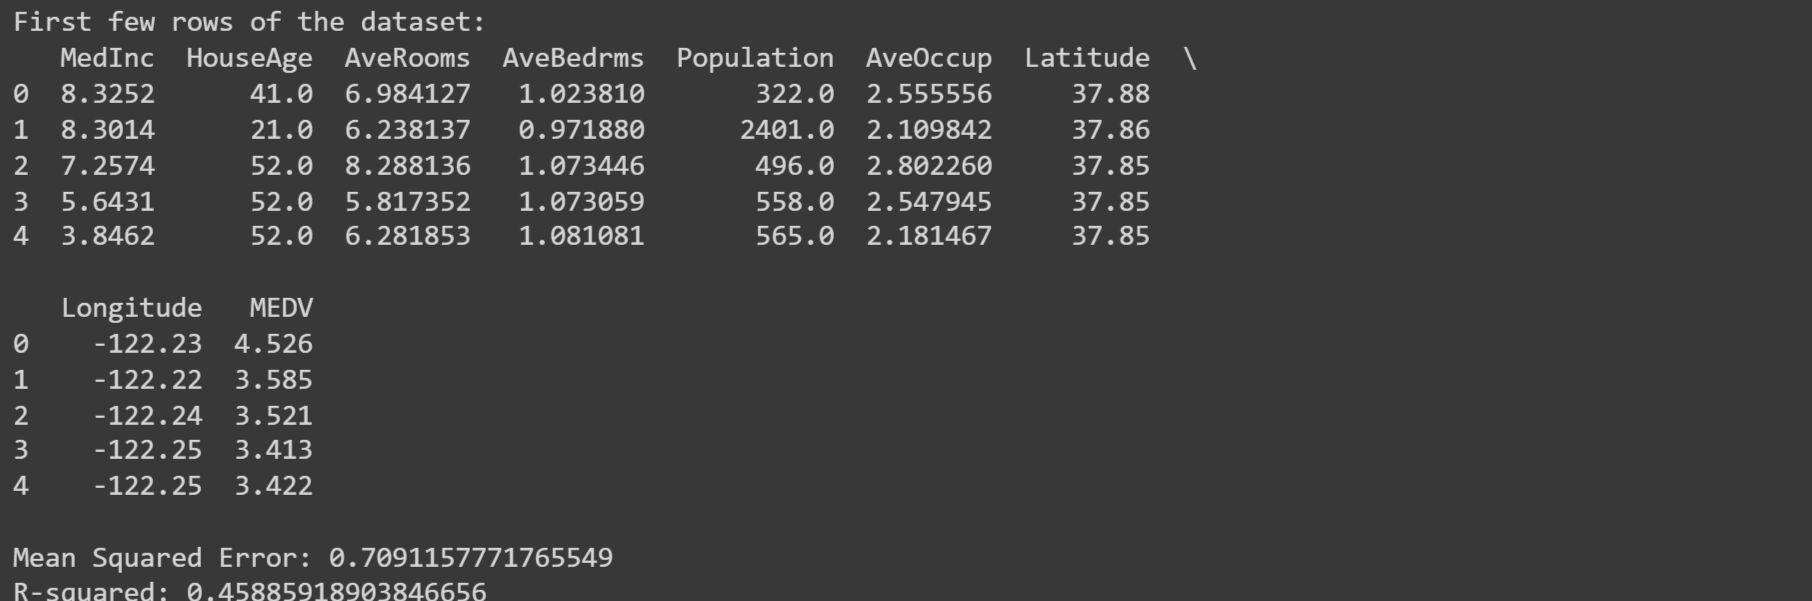 First few rows of the dataset:
   MedInc  HouseAge  AveRooms  AveBedrms  Population  AveOccup  Latitude  \
0  8.3252      41.0  6.984127   1.023810       322.0  2.555556     37.88
1  8.3014      21.0  6.238137   0.971880      2401.0  2.109842     37.86
2  7.2574      52.0  8.288136   1.073446       496.0  2.802260     37.85
3  5.6431      52.0  5.817352   1.073059       558.0  2.547945     37.85
4  3.8462      52.0  6.281853   1.081081       565.0  2.181467     37.85
   Longitude   MEDV
0    -122.23  4.526
1    -122.22  3.585
2    -122.24  3.521
3    -122.25  3.413
4    -122.25  3.422
Mean Squared Error: 0.7091157771765549
R-squared: 0.45885918903846656